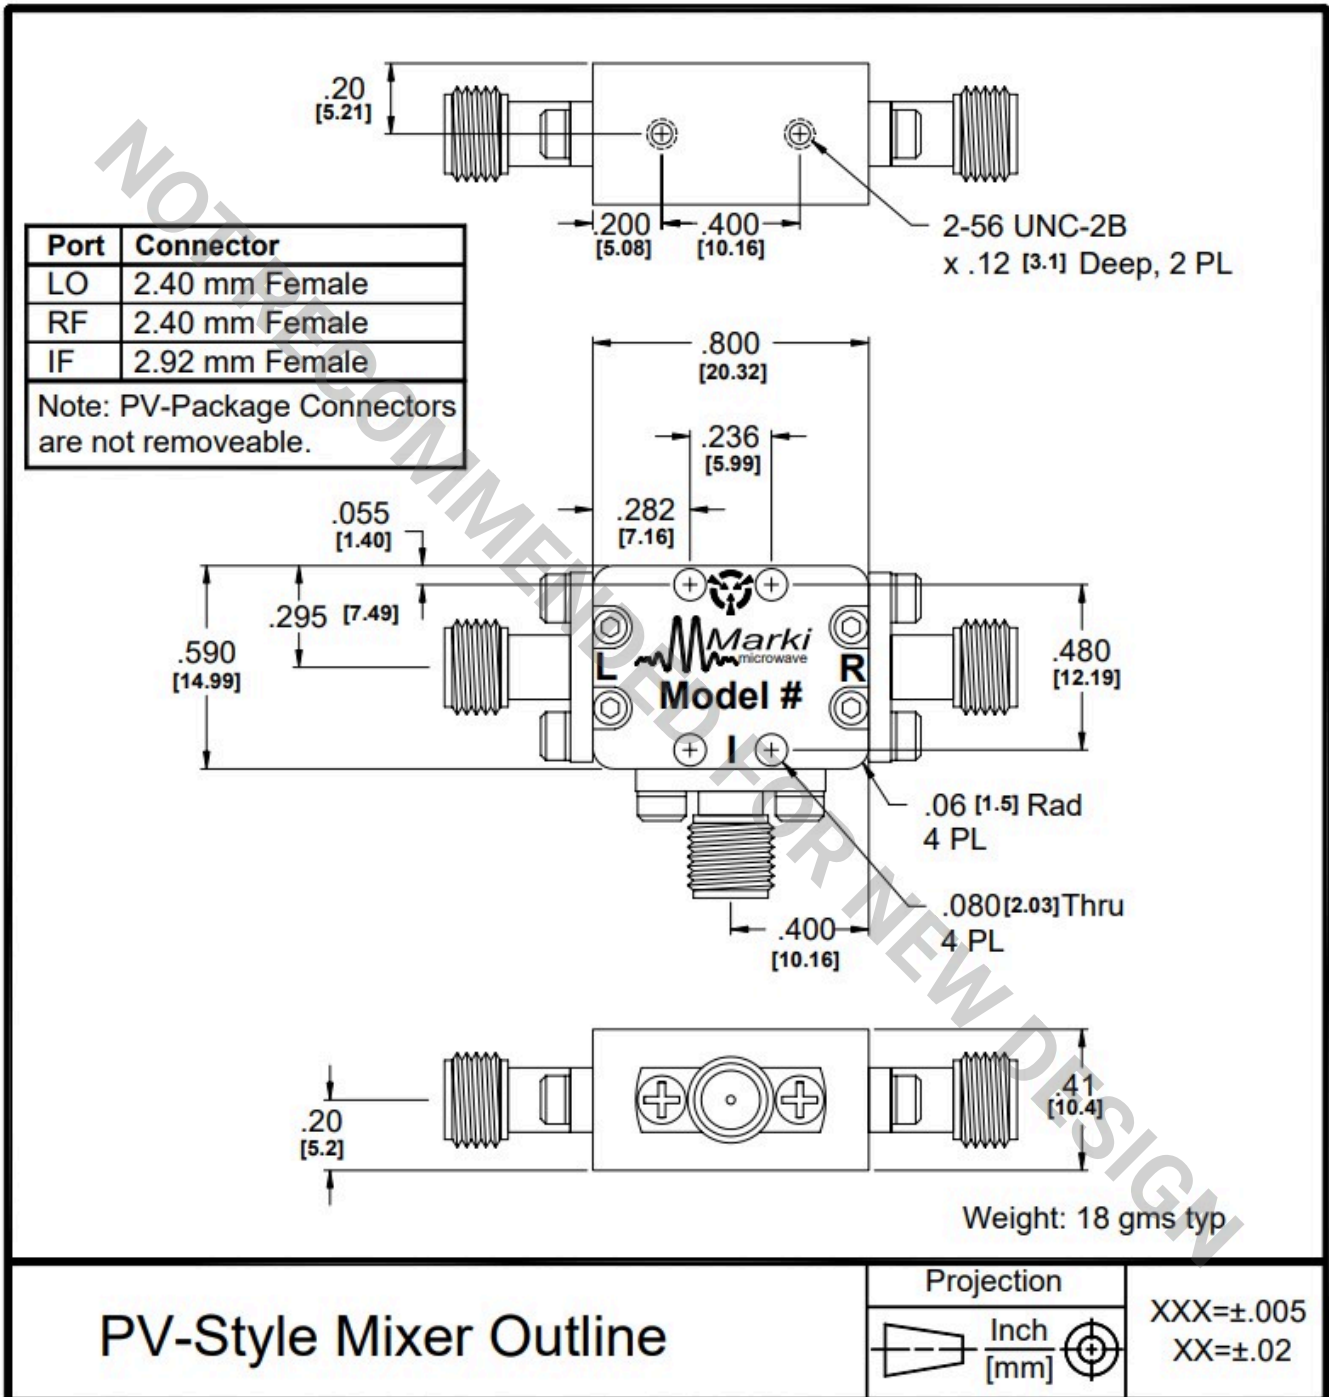 .20
[5.21]
.200
[5.08]
.400
[10.16]
2-56 UNC-2B
x .12 [3.1] Deep, 2 PL
Port Connector
LO 2.40 mm Female
RF 2.40 mm Female
IF 2.92 mm Female
Note: PV-Package Connectors
are not removeable.
.800
[20.32]
.236
[5.99]
.282
[7.16]
.055
[1.40]
.295 [7.49]
.590
[14.99]
Marki
microwave
L
R
Model #
I
.480
[12.19]
.06 [1.5] Rad
4 PL
.080[2.03]Thru
4 PL
.400
[10.16]
.20
[5.2]
.41
[10.4]
Weight: 18 gms typ
NOT RECOMMENDED FOR NEW DESIGN
PV-Style Mixer Outline
Projection
Inch
[mm]
XXX=±.005
XX=±.02